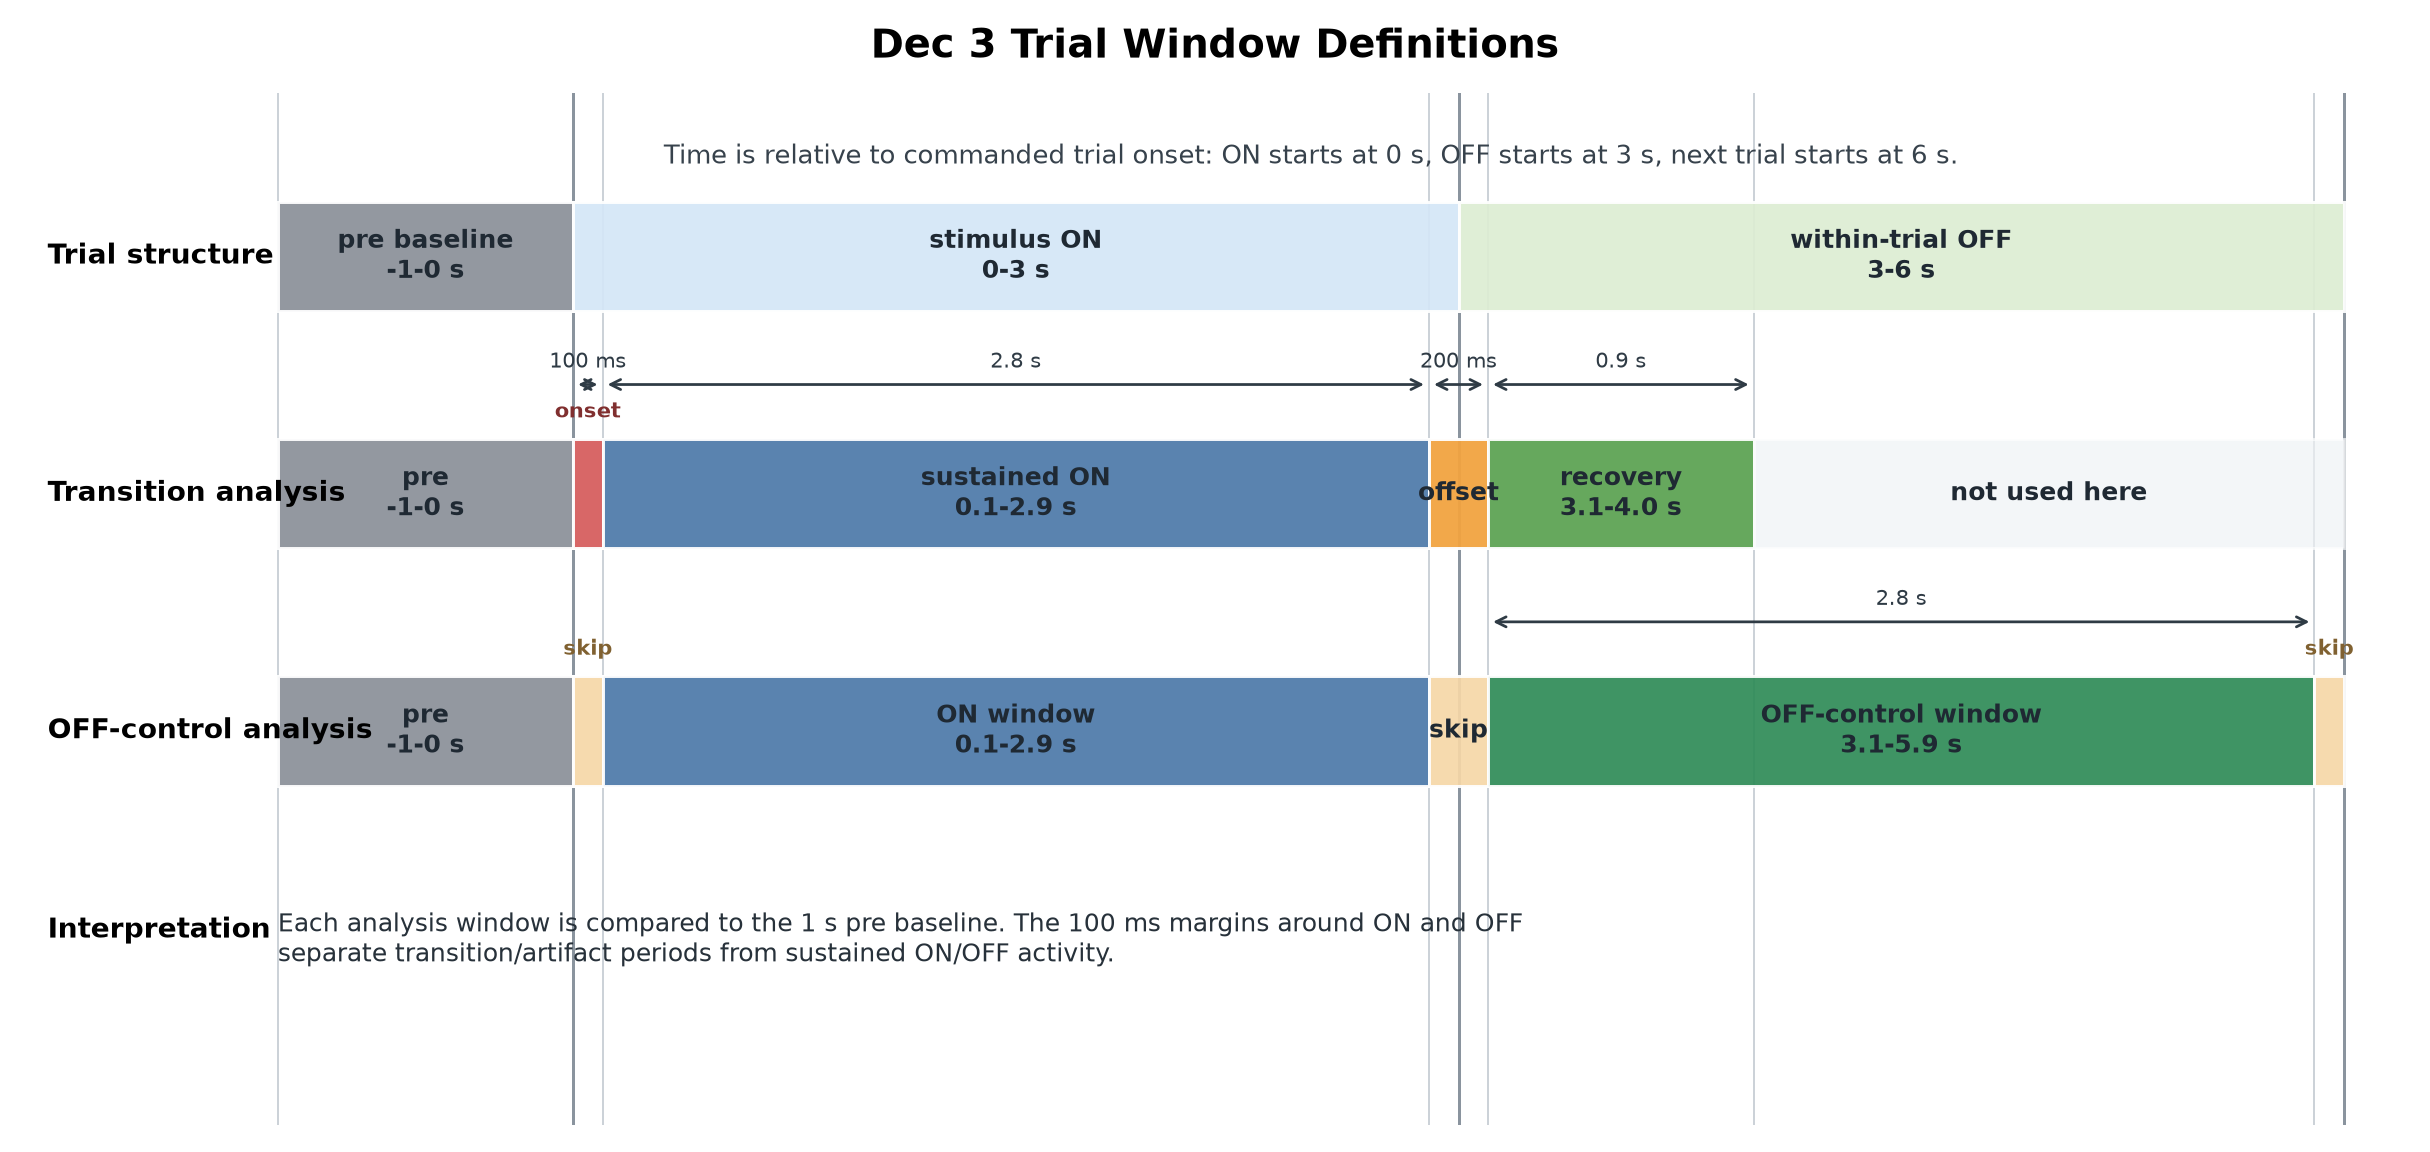 Dec 3 Trial Window Definitions
Time is relative to commanded trial onset: ON starts at 0 s, OFF starts at 3 s, next trial starts at 6 s.
Trial structure
pre baseline
-1-0 s
stimulus ON
0-3 s
within-trial OFF
3-6 s
100 ms
2.8 s
200 ms
0.9 s
onset
Transition analysis
pre
-1-0 s
sustained ON
0.1-2.9 s
offset
recovery
3.1-4.0 s
not used here
2.8 s
skip
skip
OFF-control analysis
pre
-1-0 s
ON window
0.1-2.9 s
skip
OFF-control window
3.1-5.9 s
Interpretation
Each analysis window is compared to the 1 s pre baseline. The 100 ms margins around ON and OFF
separate transition/artifact periods from sustained ON/OFF activity.